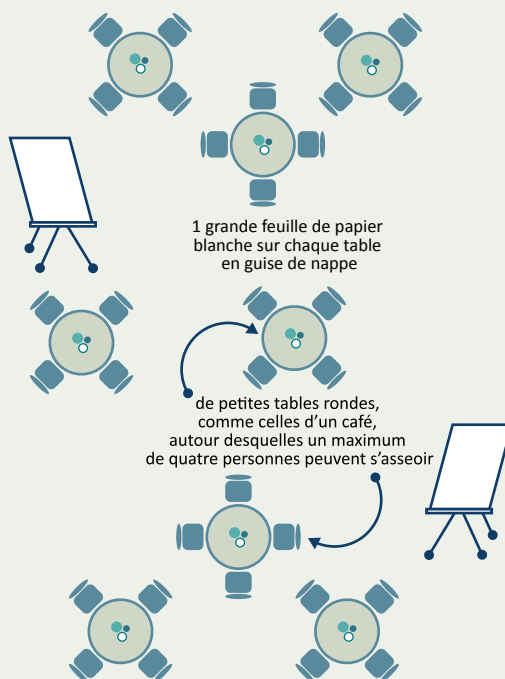 1 grande feuille de papier
blanche sur chaque table
en guise de nappe
de petites tables rondes,
comme celles d’un café,
autour desquelles un maximum
de quatre personnes peuvent s’asseoir